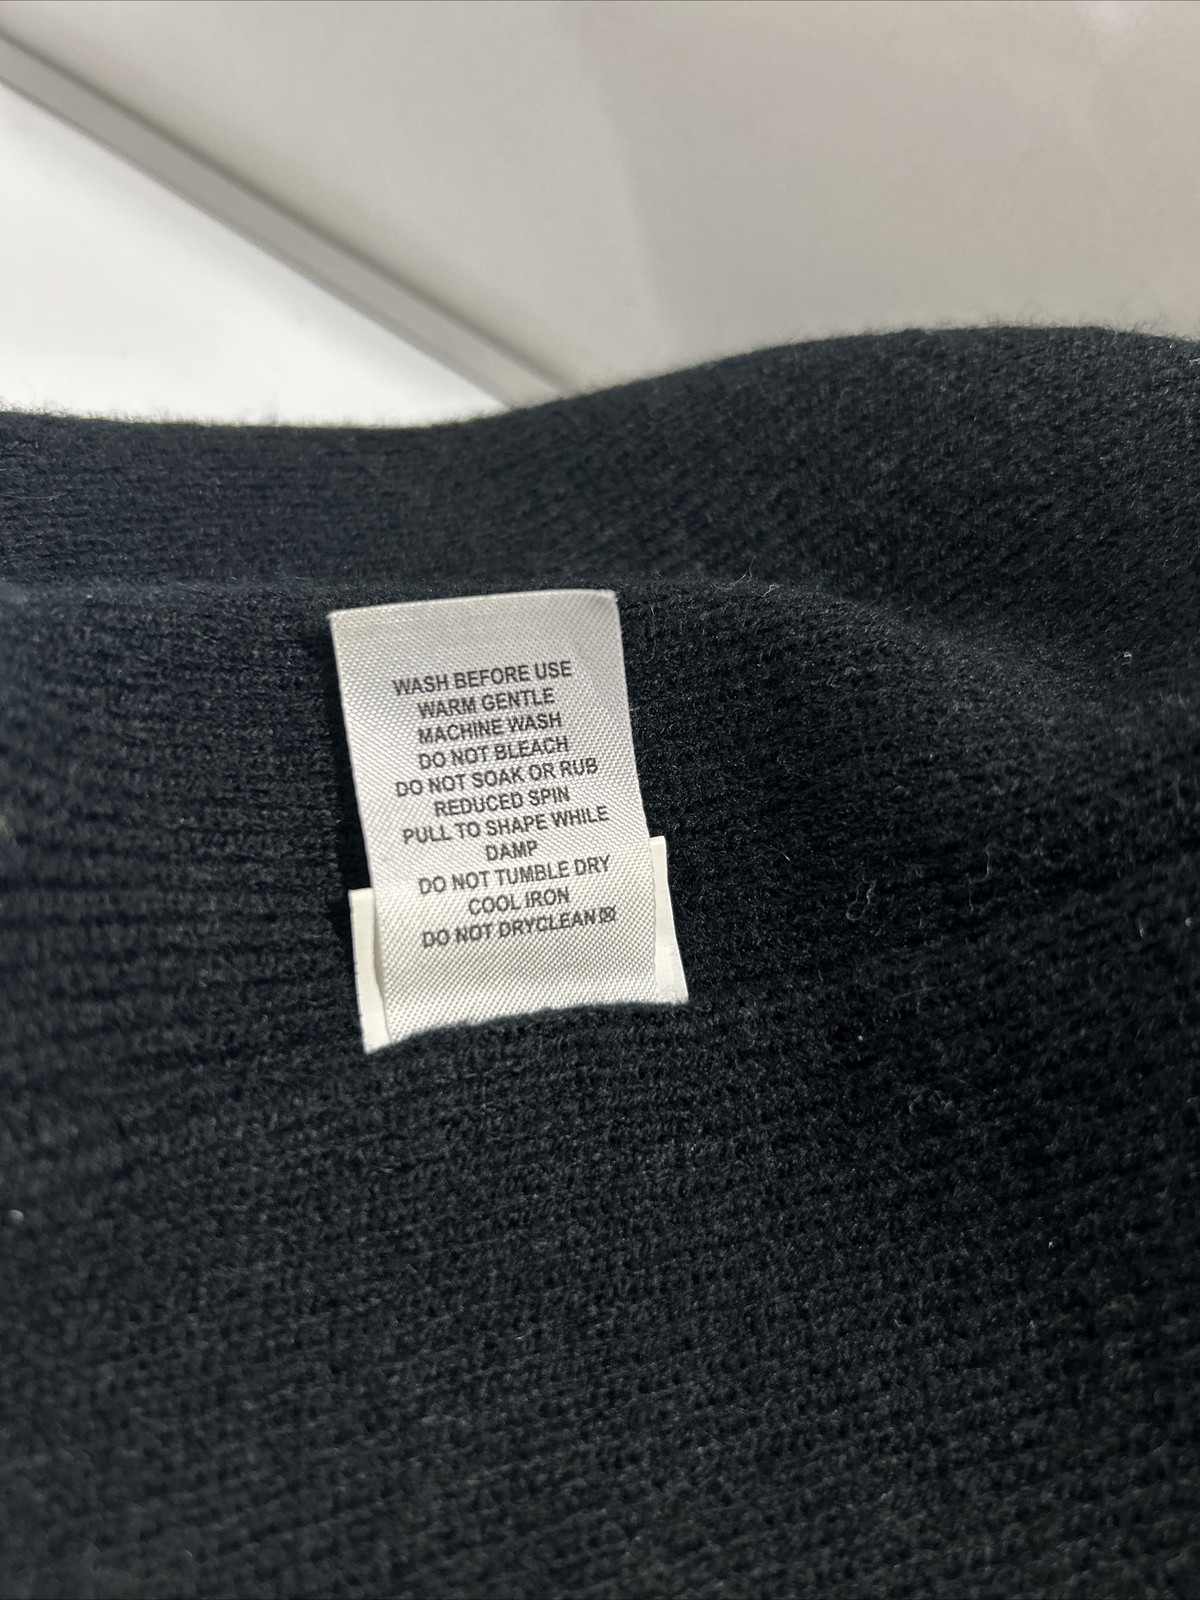 WASH BEFORE USE
WARM GENTLE
MACHINE WASH
DO NOT BLEACH
DO NOT SOAK OR RUB
REDUCED SPIN
PULL TO SHAPE WHILE
DAMP
DO NOT TUMBLE DRY
COOL IRON
DO NOT DRYCLEAN